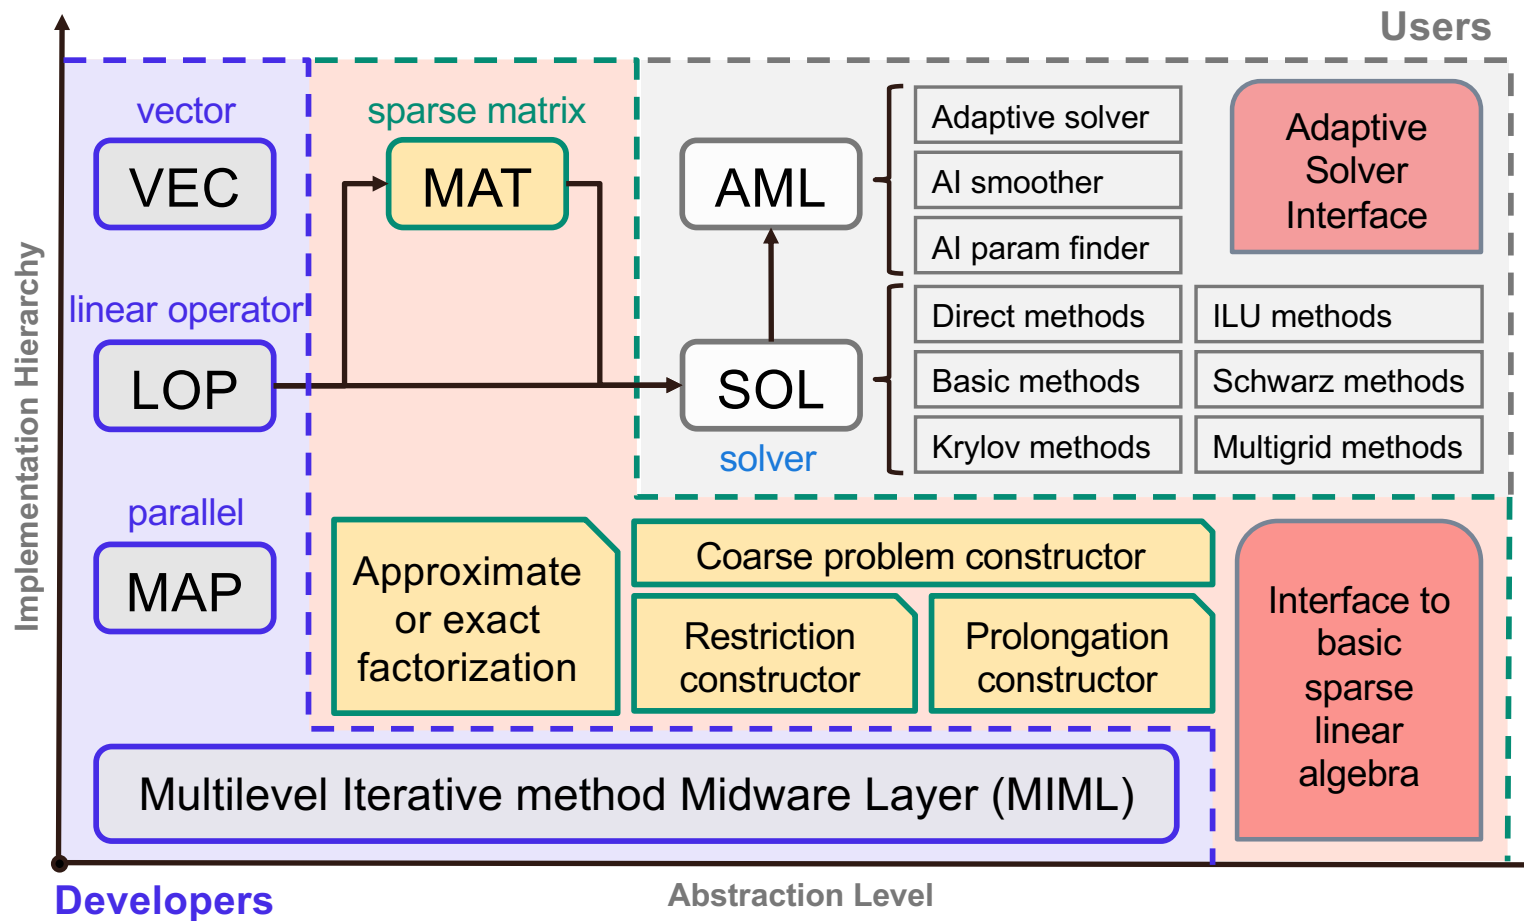 Users
Implementation Hierarchy
vector
VEC
linear operator
LOP
parallel
MAP
sparse matrix
MAT
AML
SOL
solver
Adaptive solver
AI smoother
AI param finder
Direct methods
Basic methods
Krylov methods
ILU methods
Schwarz methods
Multigrid methods
Adaptive
Solver
Interface
Approximate
or exact
factorization
Coarse problem constructor
Restriction
constructor
Prolongation
constructor
Interface to
basic
sparse
linear
algebra
Multilevel Iterative method Midware Layer (MIML)
Developers
Abstraction Level